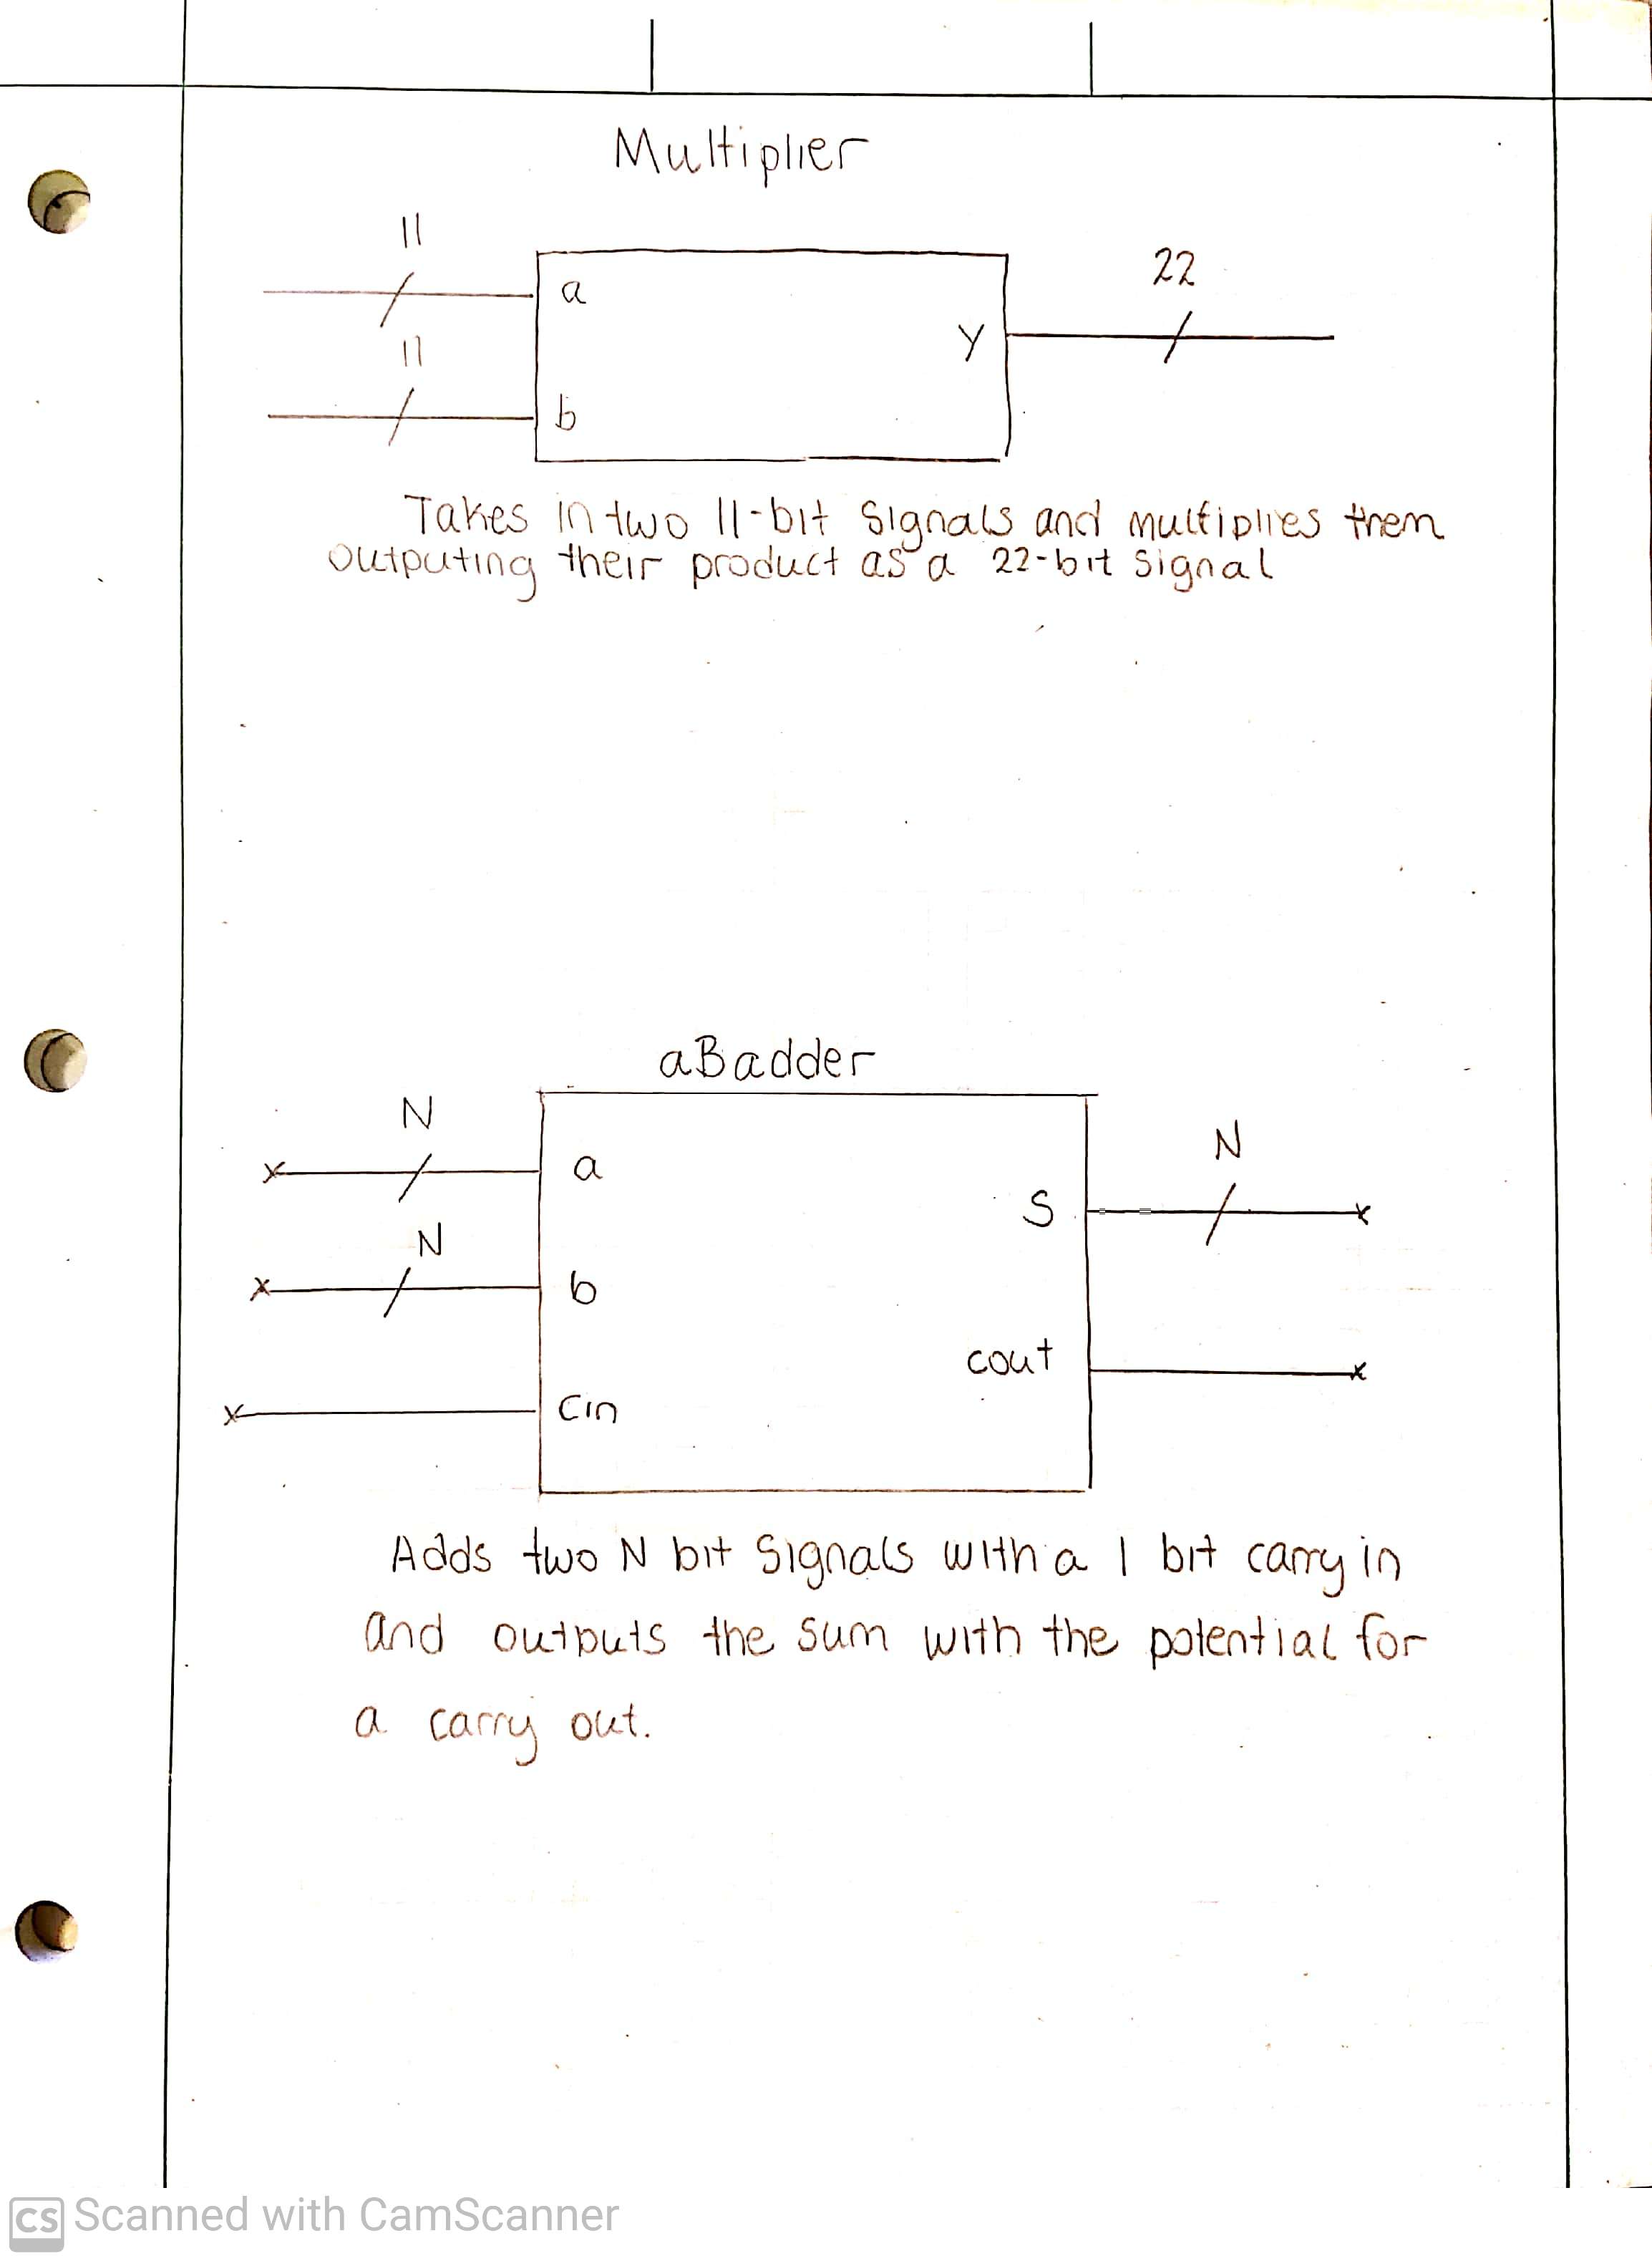 Multiplier
11
22
a
y
11
b
Takes in two 11-bit Signals and multiplies them
outputing their product as a 22-bit Signal
aBadder
N
N
a
S
N
b
cout
Cin
Adds two N bit Signals with a 1 bit carry in
and outputs the sum with the potential for
a carry out.
CS Scanned with CamScanner